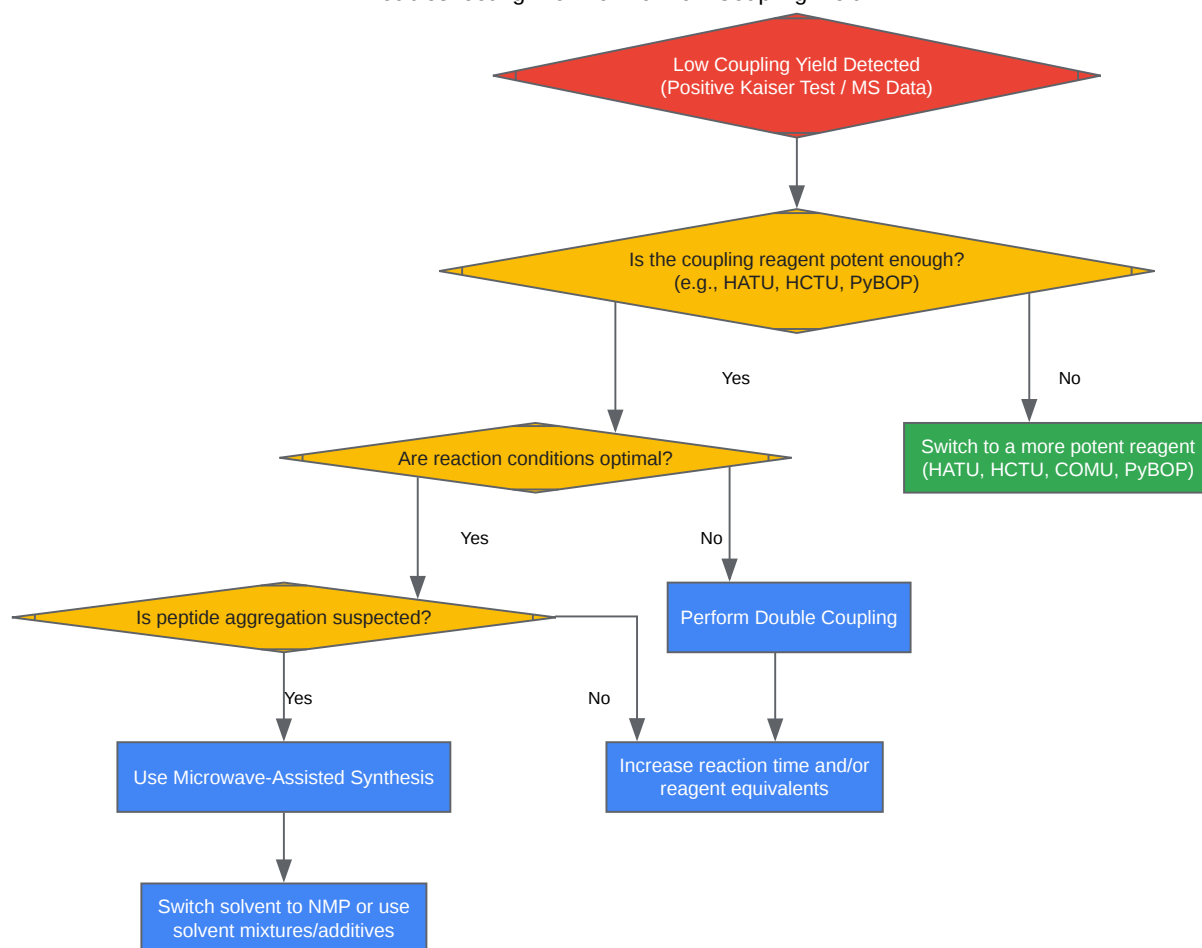 Low Coupling Yield Detected
(Positive Kaiser Test / MS Data)
Is the coupling reagent potent enough?
(e.g., HATU, HCTU, PyBOP)
Yes
No
Switch to a more potent reagent
(HATU, HCTU, COMU, PyBOP)
Are reaction conditions optimal?
Yes
No
Is peptide aggregation suspected?
Perform Double Coupling
Yes
No
Use Microwave-Assisted Synthesis
Increase reaction time and/or
reagent equivalents
Switch solvent to NMP or use
solvent mixtures/additives